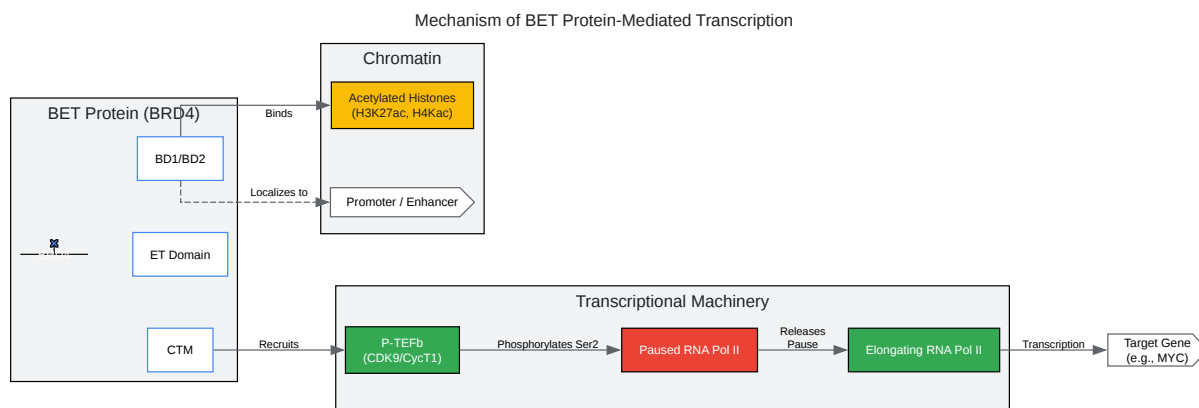 Mechanism of BET Protein-Mediated Transcription
Chromatin
Acetylated Histones
(H3K27ac, H4Kac)
Binds
BET Protein (BRD4)
BD1/BD2
Localizes to
Promoter / Enhancer
ET Domain
Transcriptional Machinery
CTM
Recruits
P-TEFb
(CDK9/CycT1)
Phosphorylates Ser2
Paused RNA Pol II
Releases
Pause
Elongating RNA Pol II
Transcription
Target Gene
(e.g., MYC)